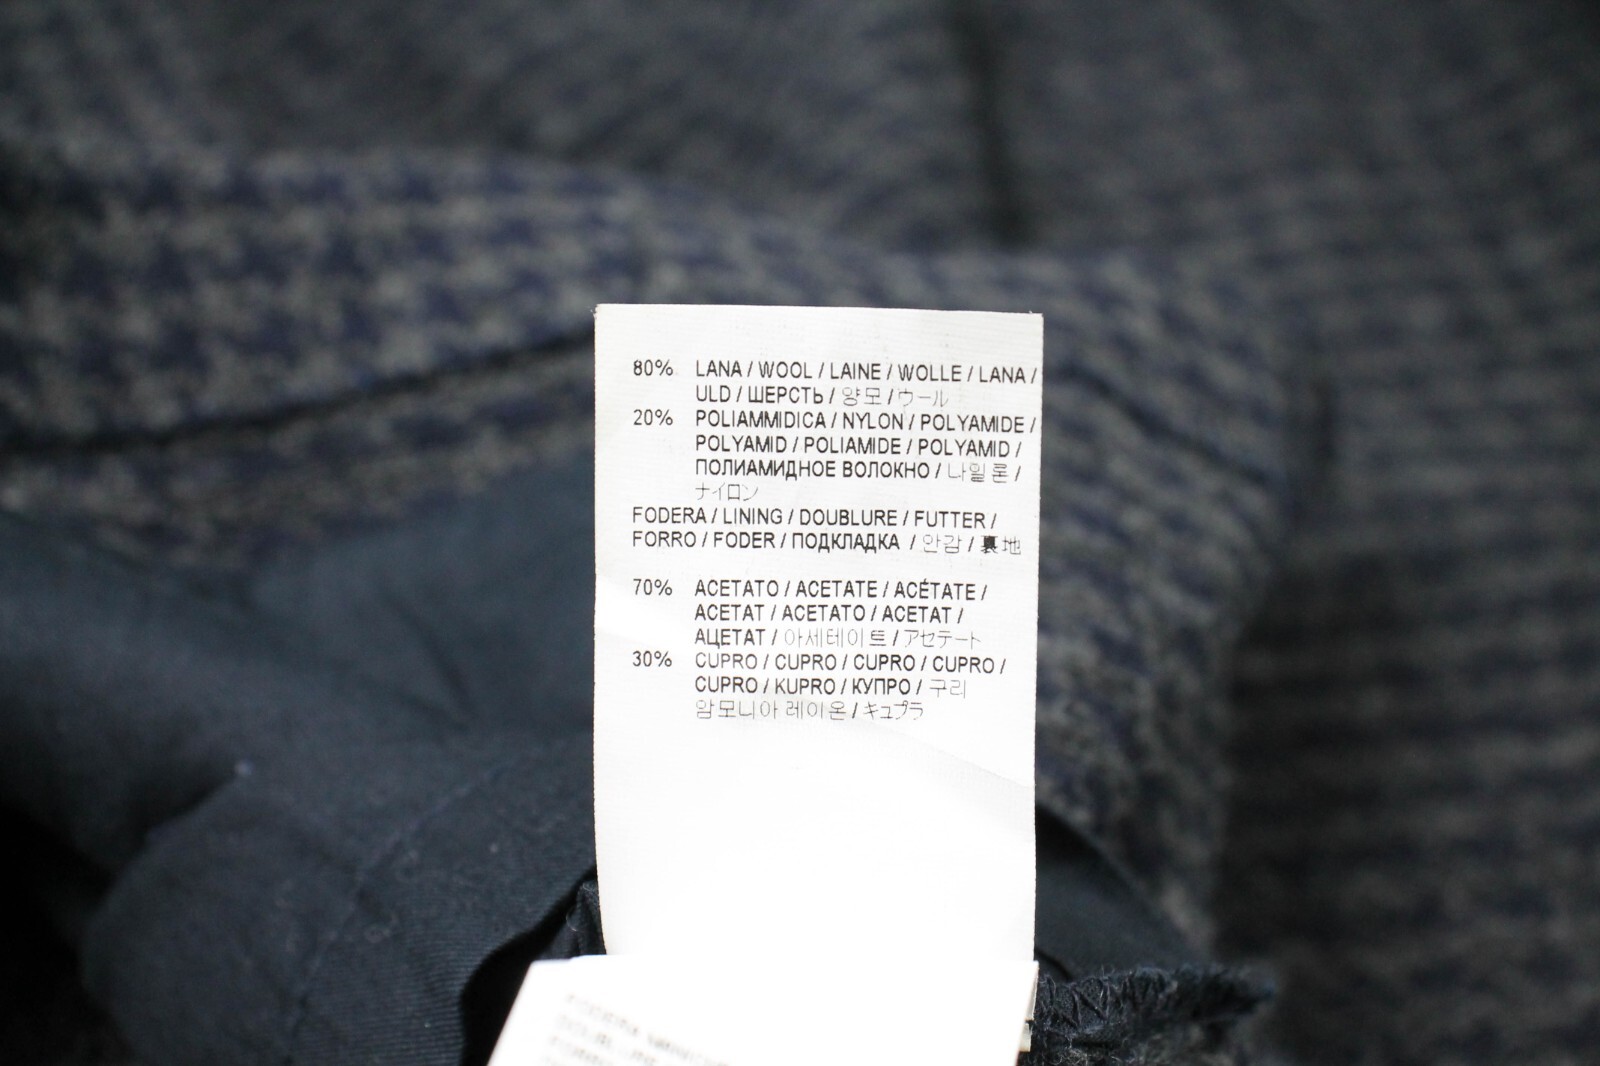 80% LANA / WOOL / LAINE / WOLLE / LANA /
ULD / ШЕРСТЬ / 양모 / ウール
20% POLIAMMIDICA / NYLON / POLYAMIDE /
POLYAMID / POLIAMIDE / POLYAMID /
ПОЛИАМИДНОЕ ВОЛОКНО / 나일론 /
ナイロン
FODERA / LINING / DOUBLURE / FUTTER /
FORRO / FODER / ПОДКЛАДКА / 안감 / 裏地
70% ACETATO / ACETATE / ACÉTATE /
ACETAT / ACETATO / ACETAT /
АЦЕТАТ / 아세테이트 / アセテート
30% CUPRO / CUPRO / CUPRO / CUPRO /
CUPRO / KUPRO / КУПРО / 구리
암모니아 레이온 / キュプラ